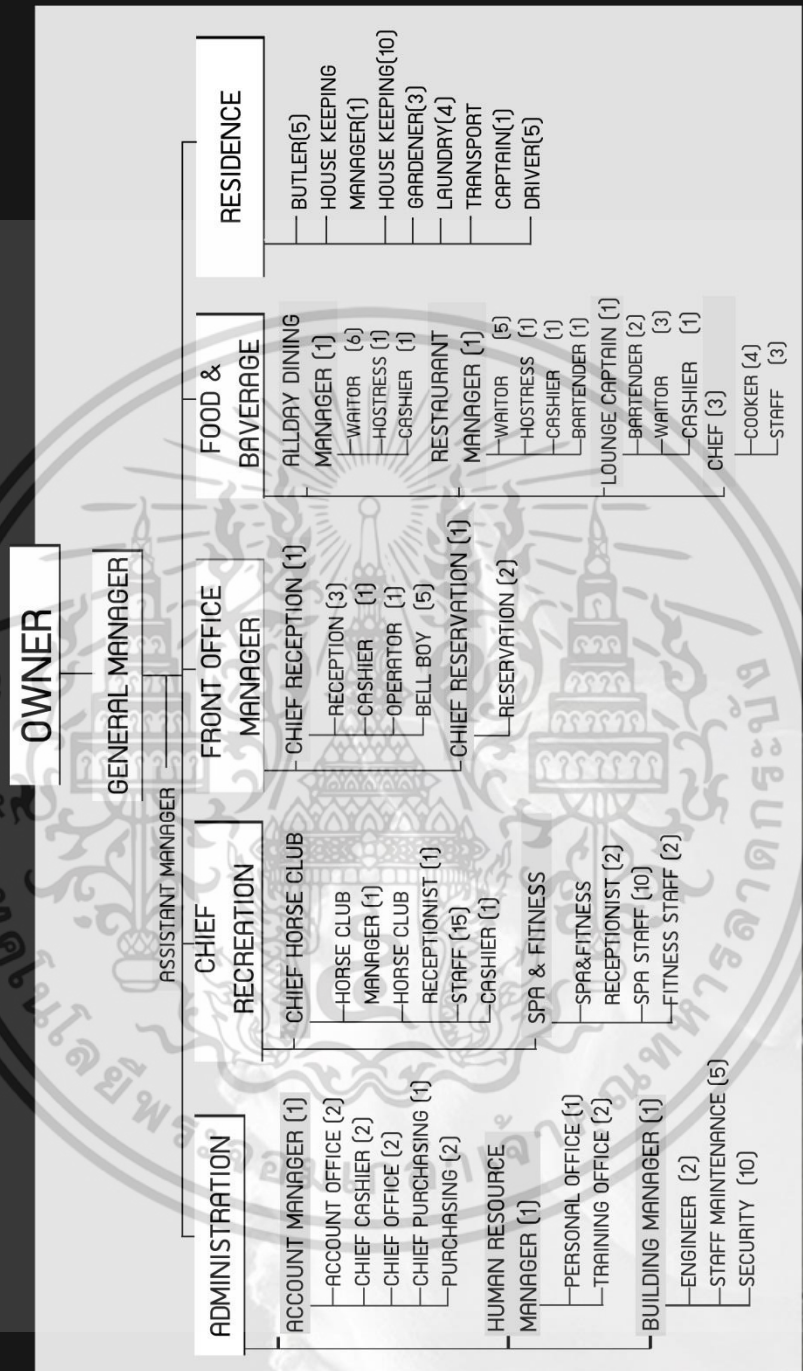 OWNER
GENERAL MANAGER
ASSISTANT MANAGER
ADMINISTRATION
ACCOUNT MANAGER (1)
ACCOUNT OFFICE (2)
CHIEF CASHIER (2)
CHIEF OFFICE (2)
CHIEF PURCHASING (1)
PURCHASING (2)
HUMAN RESOURCE
MANAGER (1)
PERSONAL OFFICE (1)
TRAINING OFFICE (2)
BUILDING MANAGER (1)
ENGINEER (2)
STAFF MAINTENANCE (5)
SECURITY (10)
CHIEF
RECREATION
CHIEF HORSE CLUB
HORSE CLUB
MANAGER (1)
HORSE CLUB
RECEPTIONIST (1)
STAFF (15)
CASHIER (1)
SPA & FITNESS
SPA&FITNESS
RECEPTIONIST (2)
SPA STAFF (10)
FITNESS STAFF (2)
FRONT OFFICE
MANAGER
CHIEF RECEPTION (1)
RECEPTION (3)
CASHIER (1)
OPERATOR (1)
BELL BOY (5)
CHIEF RESERVATION (1)
RESERVATION (2)
FOOD &
BAVERAGE
ALLDAY DINING
MANAGER (1)
WAITOR (6)
HOSTRESS (1)
CASHIER (1)
RESTAURANT
MANAGER (1)
WAITOR (5)
HOSTRESS (1)
CASHIER (1)
BARTENDER (1)
LOUNGE CAPTAIN (1)
BARTENDER (2)
WAITOR (3)
CASHIER (1)
CHEF (3)
COOKER (4)
STAFF (3)
RESIDENCE
BUTLER(5)
HOUSE KEEPING
MANAGER(1)
HOUSE KEEPING(10)
GARDENER(3)
LAUNDRY(4)
TRANSPORT
CAPTAIN(1)
DRIVER(5)